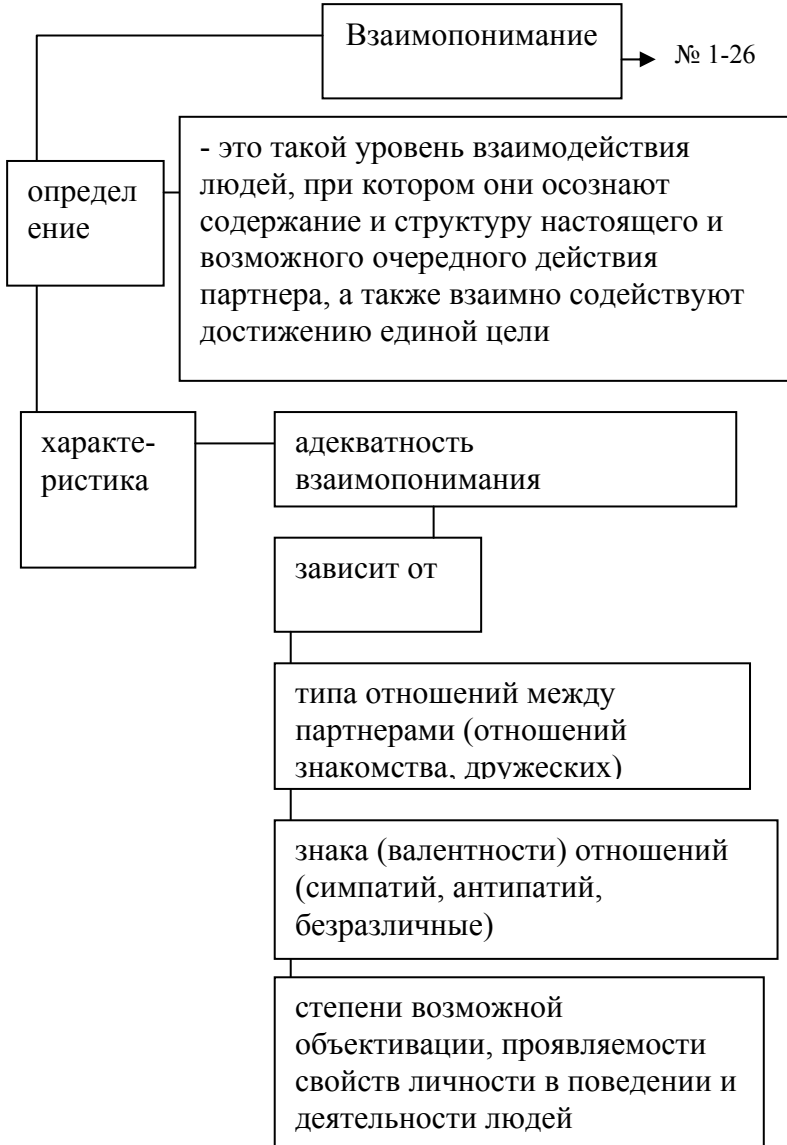 Взаимопонимание
№ 1-26
определ
ение
- это такой уровень взаимодействия
людей, при котором они осознают
содержание и структуру настоящего и
возможного очередного действия
партнера, а также взаимно содействуют
достижению единой цели
характе-
ристика
адекватность
взаимопонимания
зависит от
типа отношений между
партнерами (отношений
знакомства, дружеских)
знака (валентности) отношений
(симпатий, антипатий,
безразличные)
степени возможной
объективации, проявляемости
свойств личности в поведении и
деятельности людей